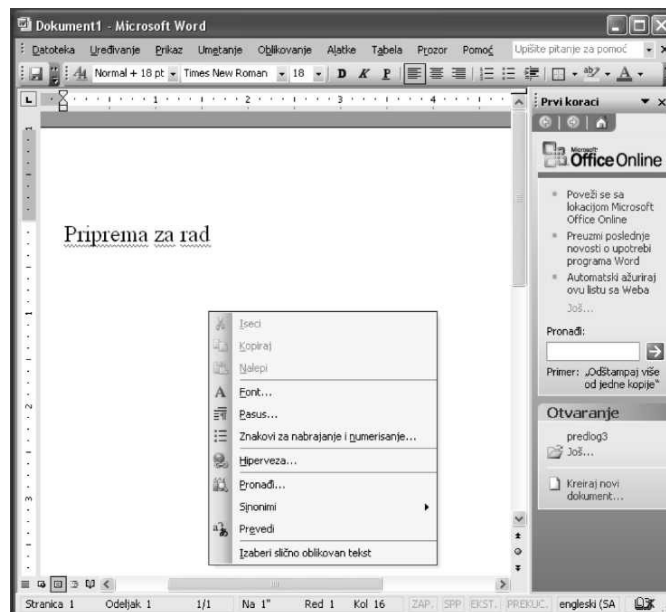 Dokument1 - Microsoft Word
Datoteka Uređivanje Prikaz Umetanje Oblikovanje Alatke Tabela Prozor Pomoć Upišite pitanje za pomoć
Normal + 18 pt Times New Roman 18 D K P
1 2 3 4
Priprema za rad
Iseci
Kopiraj
Nalepi
Font...
Pasus...
Znakovi za nabrajanje i numerisanje...
Hiperveza...
Pronađi...
Sinonimi
Prevedi
Izaberi slično oblikovan tekst
Prvi koraci
Microsoft
Office Online
Poveži se sa
lokacijom Microsoft
Office Online
Preuzmi poslednje
novosti o upotrebi
programa Word
Automatski ažuriraj
ovu listu sa Weba
Još...
Pronađi:
Primer: „Odštampaj više
od jedne kopije“
Otvaranje
predlog3
Još...
Kreiraj novi
dokument...
Stranica 1 Odeljak 1 1/1 Na 1" Red 1 Kol 16 ZAP. SPP EKST. PREKUC. engleski (SA